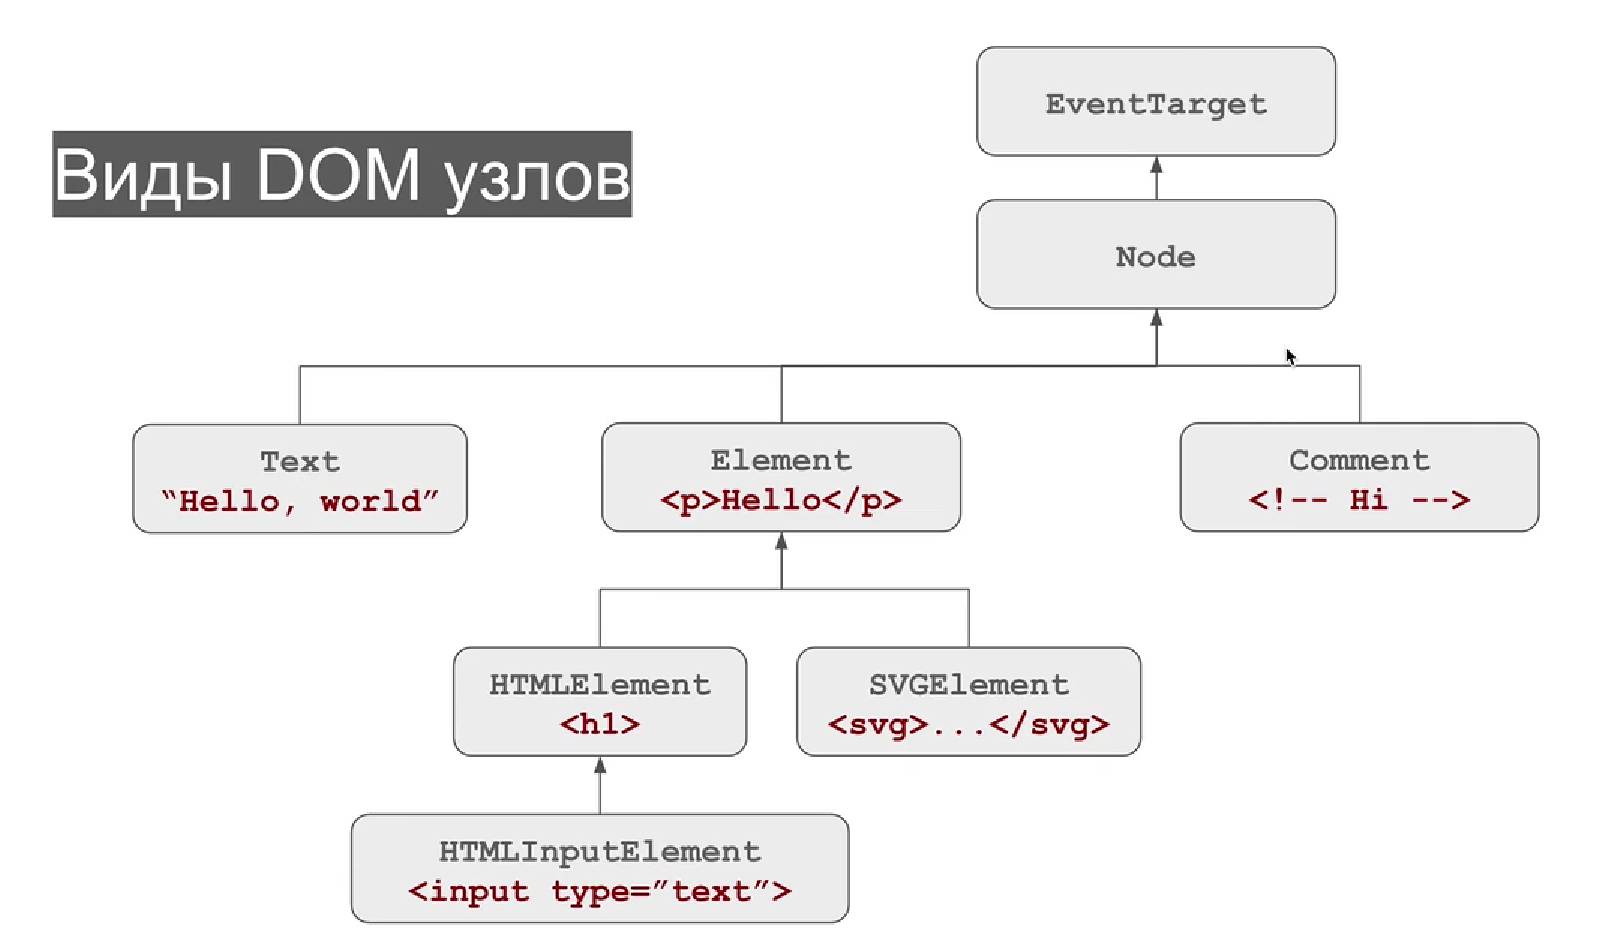 Виды DOM узлов
EventTarget
Node
Text
“Hello, world”
Element
<p>Hello</p>
Comment
<!-- Hi -->
HTMLElement
<h1>
SVGElement
<svg>...</svg>
HTMLInputElement
<input type=”text”>